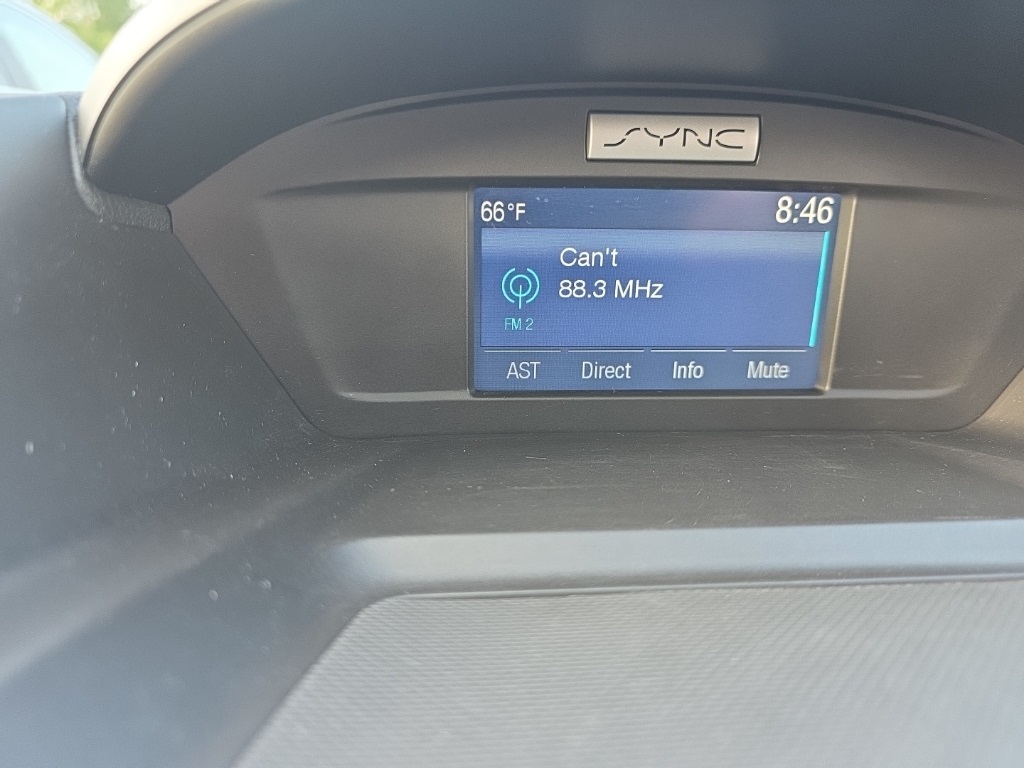 SYNC
66°F 8:46
Can't
88.3 MHz
FM 2
AST Direct Info Mute